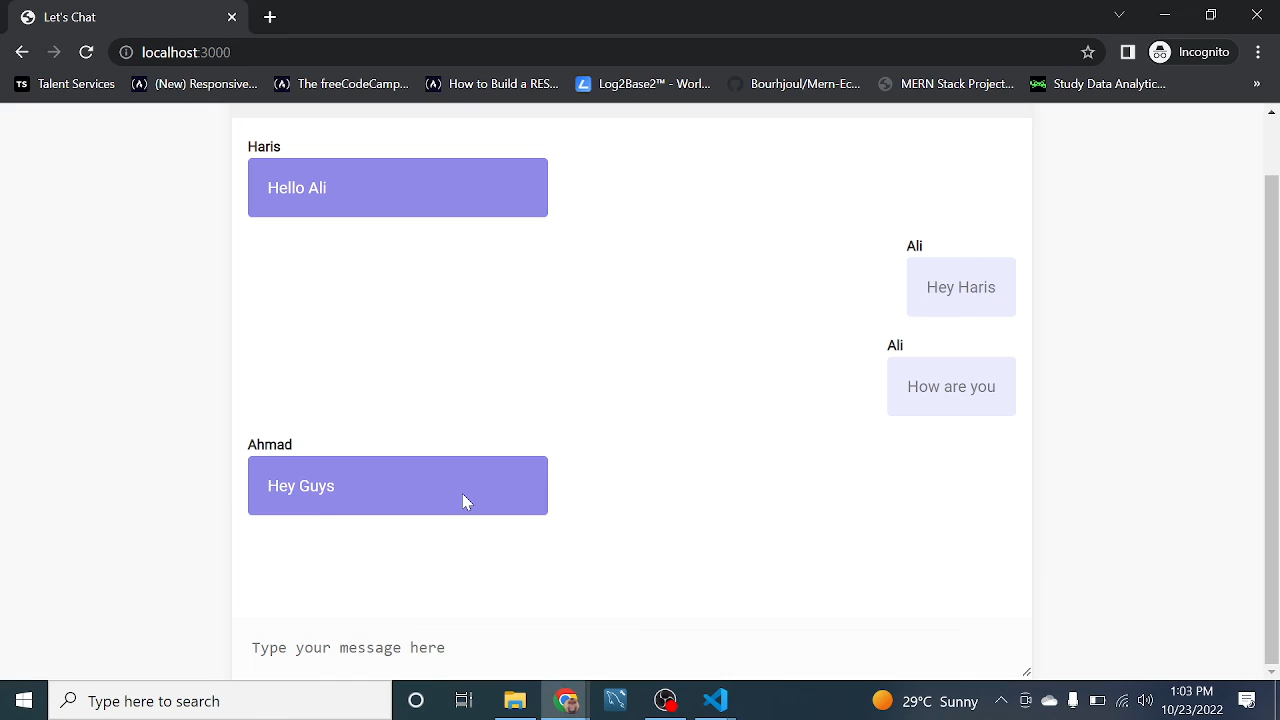 Let's Chat
localhost:3000
Incognito
TS Talent Services
(New) Responsive...
The freeCodeCamp...
How to Build a RES...
Log2Base2™ - Worl...
Bourhjoul/Mern-Ec...
MERN Stack Project...
Study Data Analytic...
»
Haris
Hello Ali
Ali
Hey Haris
Ali
How are you
Ahmad
Hey Guys
Type your message here
Type here to search
29°C Sunny
1:03 PM
10/23/2022